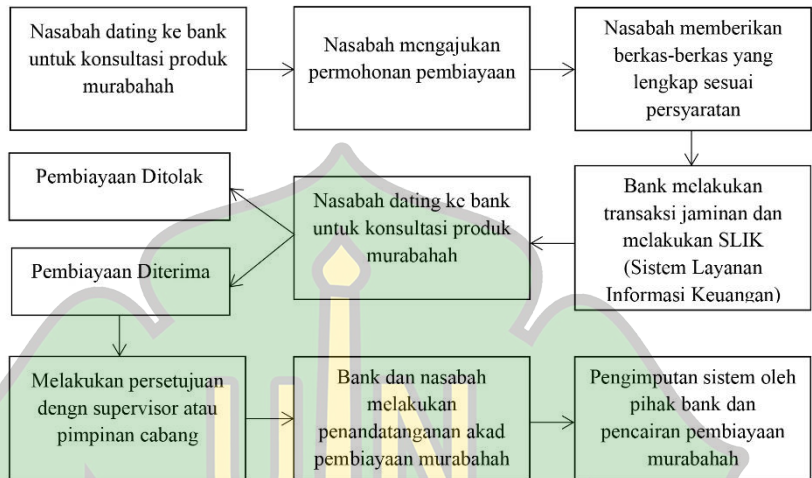 Nasabah dating ke bank
untuk konsultasi produk
murabahah
Nasabah mengajukan
permohonan pembiayaan
Nasabah memberikan
berkas-berkas yang
lengkap sesuai
persyaratan
Pembiayaan Ditolak
Pembiayaan Diterima
Nasabah dating ke bank
untuk konsultasi produk
murabahah
Bank melakukan
transaksi jaminan dan
melakukan SLIK
(Sistem Layanan
Informasi Keuangan)
Melakukan persetujuan
dengn supervisor atau
pimpinan cabang
Bank dan nasabah
melakukan
penandatanganan akad
pembiayaan murabahah
Pengimputan sistem oleh
pihak bank dan
pencairan pembiayaan
murabahah